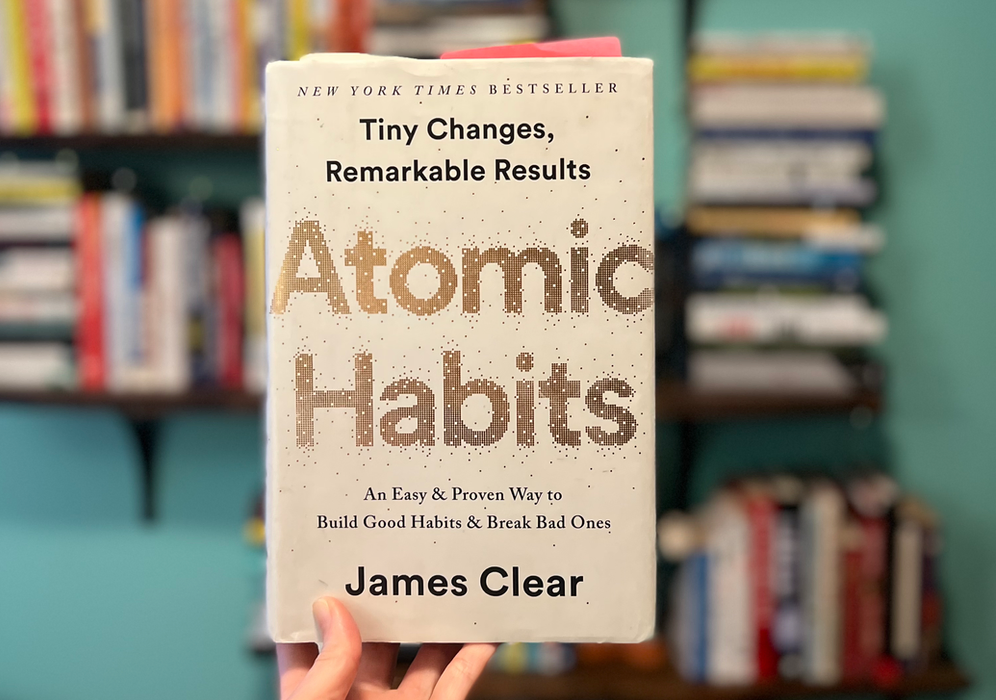 NEW YORK TIMES BESTSELLER
Tiny Changes,
Remarkable Results
Atomic
Habits
An Easy & Proven Way to
Build Good Habits & Break Bad Ones
James Clear